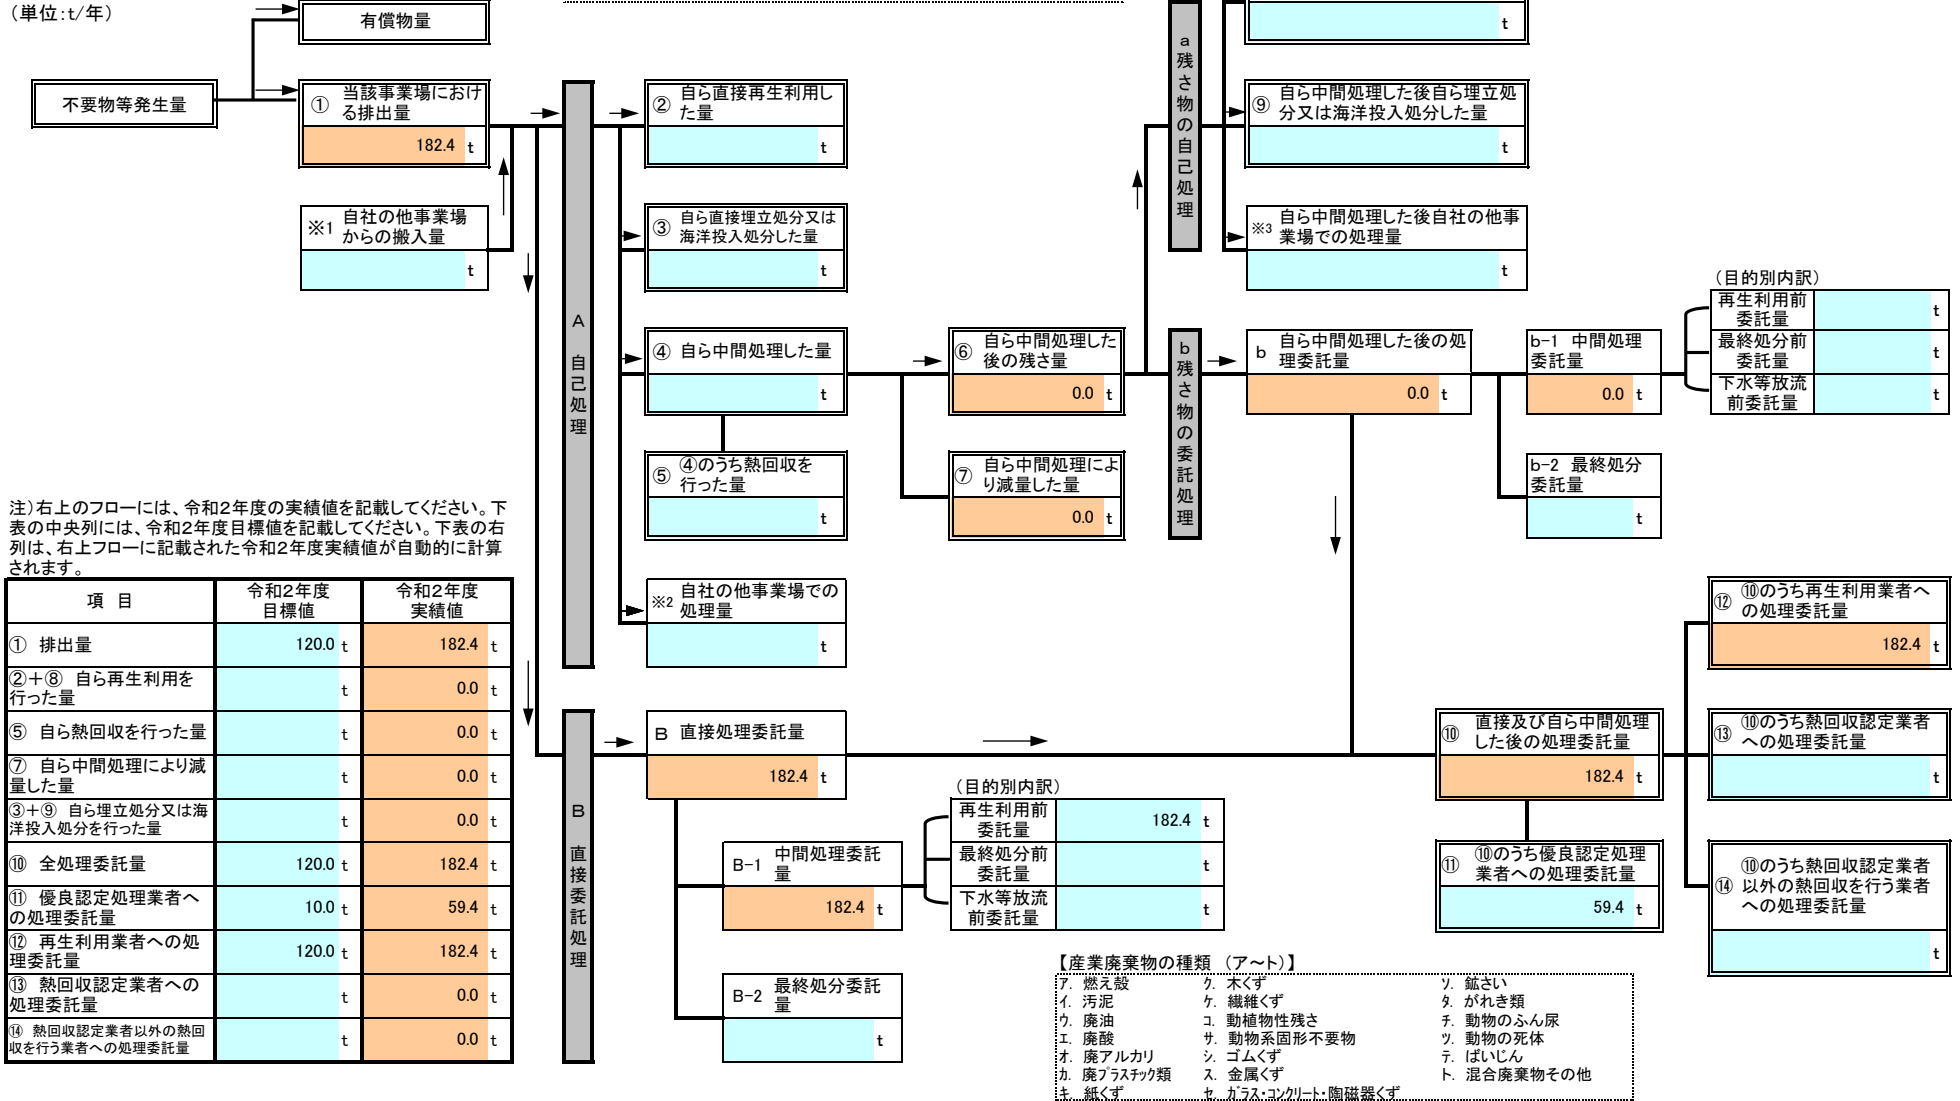 （単位：t/年）
有償物量
不要物等発生量
① 当該事業場におけ
る排出量
182.4 t
※1 自社の他事業場
からの搬入量
t
A 自己処理
② 自ら直接再生利用し
た量
t
③ 自ら直接埋立処分又は
海洋投入処分した量
t
④ 自ら中間処理した量
t
⑤ ④のうち熱回収を
行った量
t
※2 自社の他事業場での
処理量
t
⑥ 自ら中間処理した
後の残さ量
0.0 t
⑦ 自ら中間処理によ
り減量した量
0.0 t
a 残さ物の自己処理
t
⑨ 自ら中間処理した後自ら埋立処
分又は海洋投入処分した量
t
※3 自ら中間処理した後自社の他事
業場での処理量
t
b 残さ物の委託処理
b 自ら中間処理した後の処
理委託量
0.0 t
b-1 中間処理
委託量
0.0 t
b-2 最終処分
委託量
t
（目的別内訳）
再生利用前
委託量
t
最終処分前
委託量
t
下水等放流
前委託量
t
注）右上のフローには、令和２年度の実績値を記載してください。下
表の中央列には、令和２年度目標値を記載してください。下表の右
列は、右上フローに記載された令和２年度実績値が自動的に計算
されます。
項 目 令和２年度 令和２年度
目標値 実績値
① 排出量 120.0 t 182.4 t
②＋⑧ 自ら再生利用を
行った量 t 0.0 t
⑤ 自ら熱回収を行った量 t 0.0 t
⑦ 自ら中間処理により減
量した量 t 0.0 t
③＋⑨ 自ら埋立処分又は海
洋投入処分を行った量 t 0.0 t
⑩ 全処理委託量 120.0 t 182.4 t
⑪ 優良認定処理業者へ
の処理委託量 10.0 t 59.4 t
⑫ 再生利用業者への処
理委託量 120.0 t 182.4 t
⑬ 熱回収認定業者への
処理委託量 t 0.0 t
⑭ 熱回収認定業者以外の熱回
収を行う業者への処理委託量 t 0.0 t
B 直接委託処理
B 直接処理委託量
182.4 t
B-1 中間処理委託
量
182.4 t
B-2 最終処分委託
量
t
（目的別内訳）
再生利用前
委託量
182.4 t
最終処分前
委託量
t
下水等放流
前委託量
t
⑩ 直接及び自ら中間処理
した後の処理委託量
182.4 t
⑪ ⑩のうち優良認定処理
業者への処理委託量
59.4 t
⑫ ⑩のうち再生利用業者へ
の処理委託量
182.4 t
⑬ ⑩のうち熱回収認定業者
への処理委託量
t
⑭ ⑩のうち熱回収認定業者
以外の熱回収を行う業者
への処理委託量
t
【産業廃棄物の種類 （ア～ト）】
ｱ. 燃え殻 ｸ. 木くず ｿ. 鉱さい
ｲ. 汚泥 ｹ. 繊維くず ﾀ. がれき類
ｳ. 廃油 ｺ. 動植物性残さ ﾁ. 動物のふん尿
ｴ. 廃酸 ｻ. 動物系固形不要物 ﾂ. 動物の死体
ｵ. 廃アルカリ ｼ. ゴムくず ﾃ. ばいじん
ｶ. 廃ﾌﾟﾗｽﾁｯｸ類 ｽ. 金属くず ﾄ. 混合廃棄物その他
ｷ. 紙くず ｾ. ｶﾞﾗｽ・ｺﾝｸﾘｰﾄ・陶磁器くず